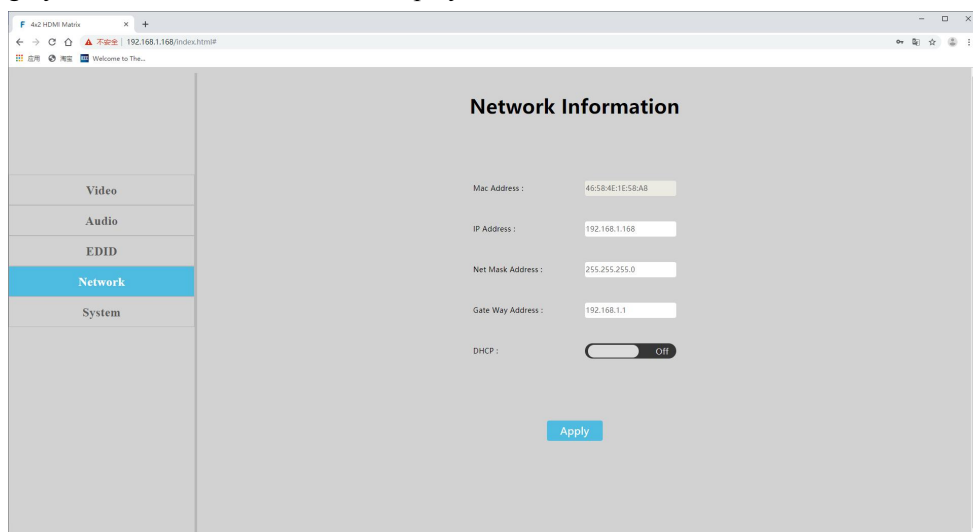 4x2 HDMI Matrix
不安全 | 192.168.1.168/index.html#
应用 淘宝 Welcome to The...
Network Information
Video
Audio
EDID
Network
System
Mac Address : 46:58:4E:1E:58:A8
IP Address : 192.168.1.168
Net Mask Address : 255.255.255.0
Gate Way Address : 192.168.1.1
DHCP : Off
Apply